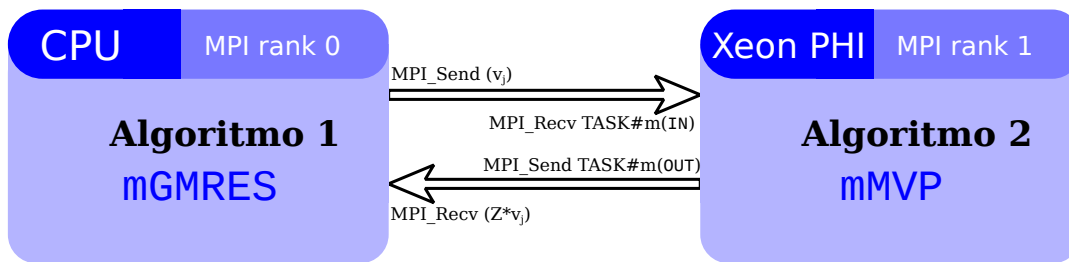 CPU MPI rank 0
Algoritmo 1
mGMRES
MPI_Send (vj)
MPI_Recv TASK#m(IN)
MPI_Send TASK#m(OUT)
MPI_Recv (Z*vj)
Xeon PHI MPI rank 1
Algoritmo 2
mMVP